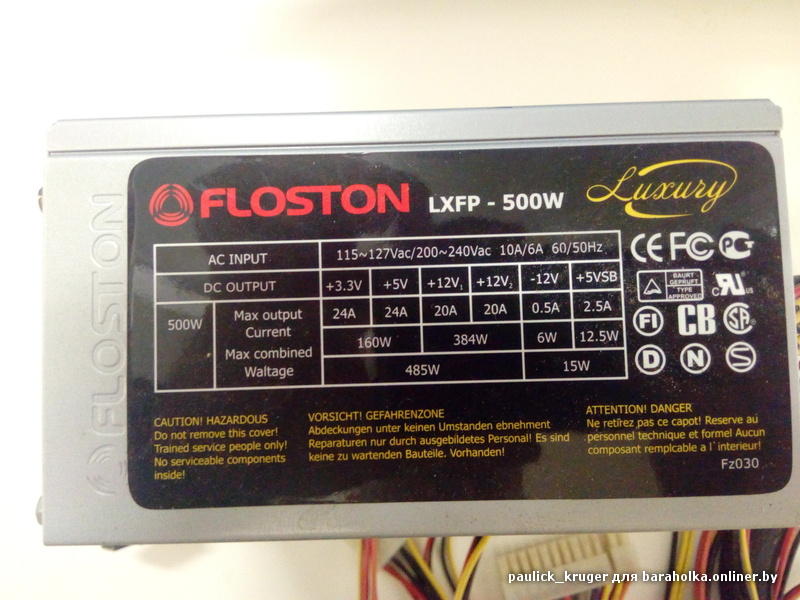 FLOSTON LXFP - 500W Luxury
FLOSTON
AC INPUT 115~127Vac/200~240Vac 10A/6A 60/50Hz
DC OUTPUT +3.3V +5V +12V₁ +12V₂ -12V +5VSB
500W Max output Current 24A 24A 20A 20A 0.5A 2.5A
Max combined Waltage 160W 384W 6W 12.5W
485W 15W
CE FC PCT
BAURT GEPRUFT
TYPE APPROVED
c RU us
FI CB SA
D N S
CAUTION! HAZARDOUS
Do not remove this cover!
Trained service people only!
No serviceable components
inside!
VORSICHT! GEFAHRENZONE
Abdeckungen unter keinen Umstanden ebnehment
Reparaturen nur durch ausgebildetes Personal! Es sind
keine zu wartenden Bauteile. Vorhanden!
ATTENTION! DANGER
Ne retirez pas ce capot! Reserve au
personnel technique et formel Aucun
composant remplcable a l`interieur!
Fz030
paulick_kruger для baraholka.onliner.by